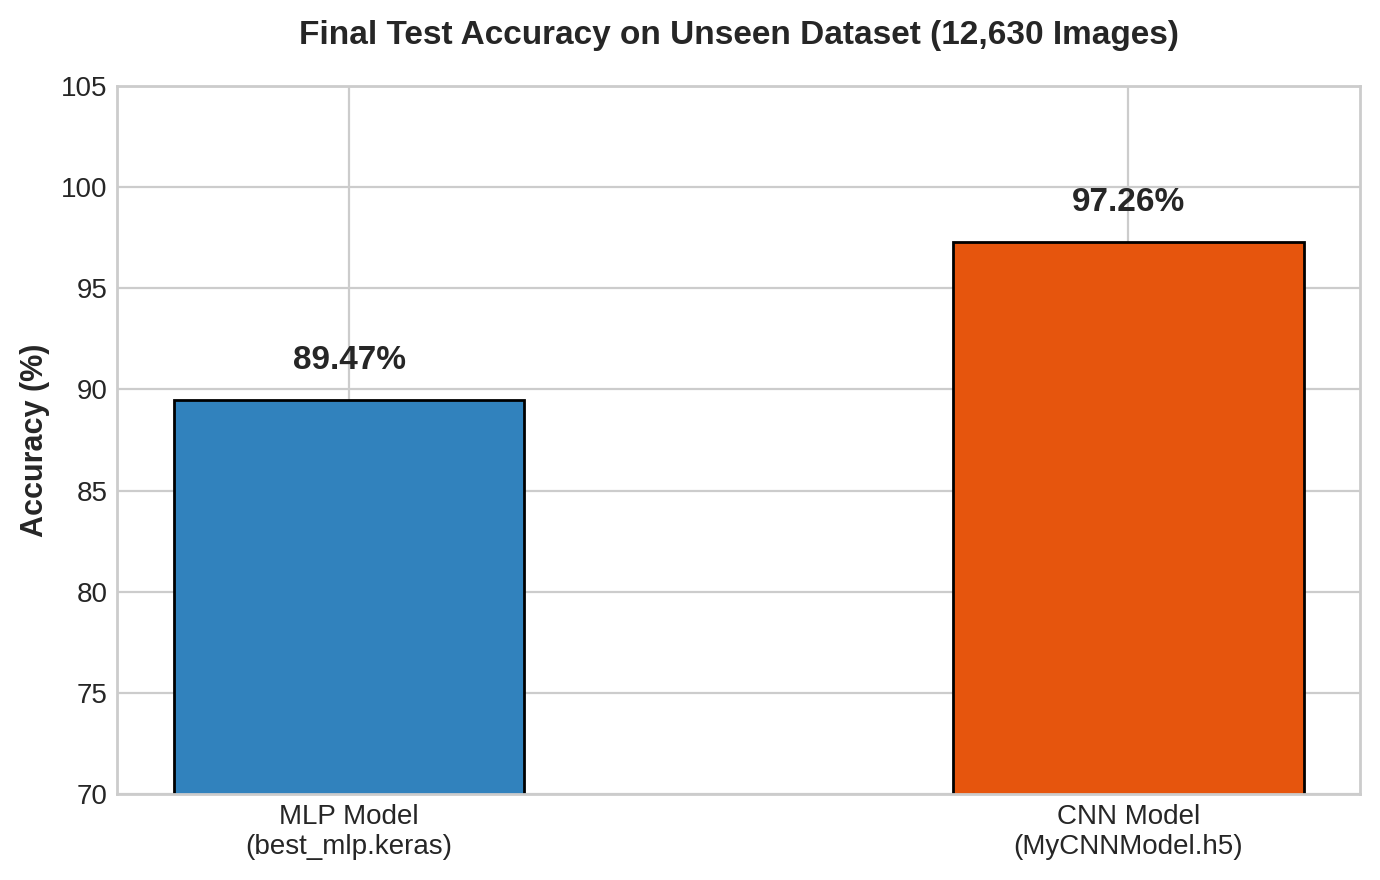 Final Test Accuracy on Unseen Dataset (12,630 Images)
105
100
95
90
85
80
75
70
Accuracy (%)
89.47%
97.26%
MLP Model
(best_mlp.keras)
CNN Model
(MyCNNModel.h5)